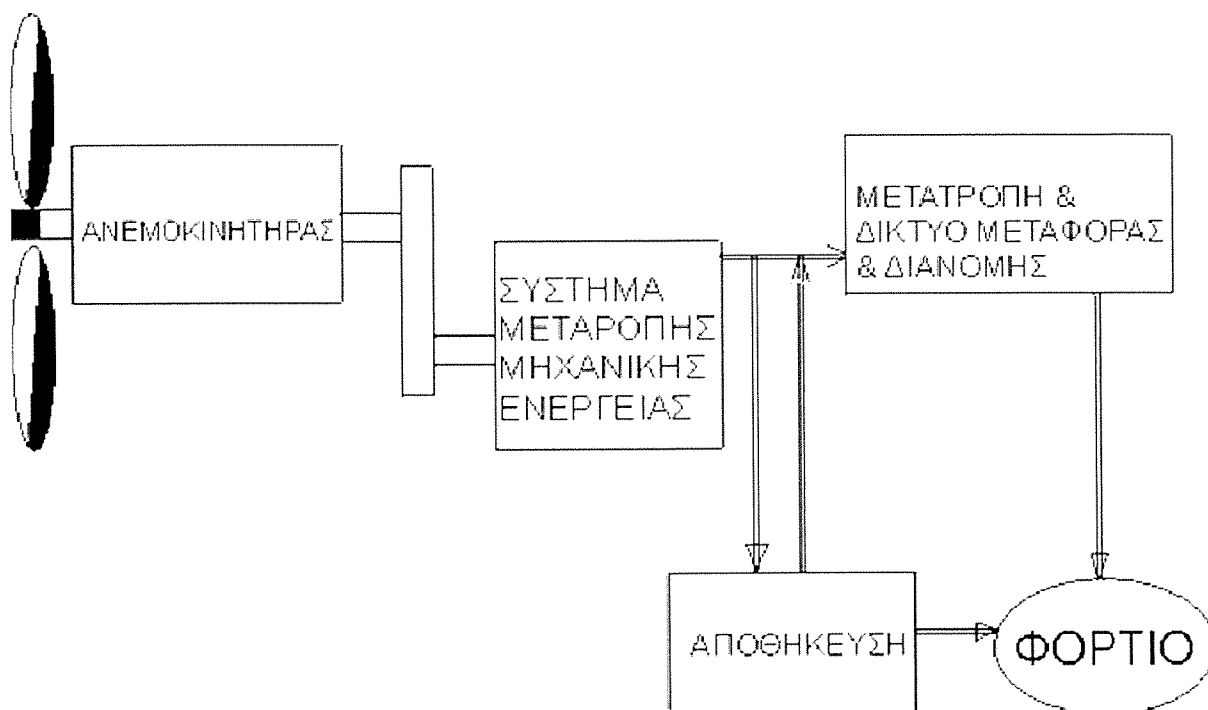 ΑΝΕΜΟΚΙΝΗΤΗΡΑΣ
ΣΥΣΤΗΜΑ
ΜΕΤΑΡΟΠΗΣ
ΜΗΧΑΝΙΚΗΣ
ΕΝΕΡΓΕΙΑΣ
ΜΕΤΑΤΡΟΠΗ &
ΔΙΚΤΥΟ ΜΕΤΑΦΟΡΑΣ
& ΔΙΑΝΟΜΗΣ
ΑΠΟΘΗΚΕΥΣΗ
ΦΟΡΤΙΟ